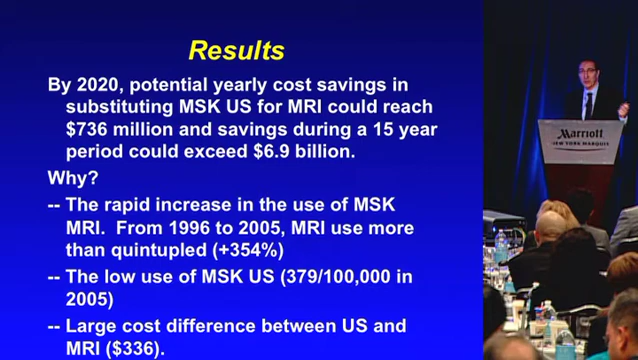 Results
By 2020, potential yearly cost savings in
substituting MSK US for MRI could reach
$736 million and savings during a 15 year
period could exceed $6.9 billion.
Why?
-- The rapid increase in the use of MSK
MRI. From 1996 to 2005, MRI use more
than quintupled (+354%)
-- The low use of MSK US (379/100,000 in
2005)
-- Large cost difference between US and
MRI ($336).
Marriott
NEW YORK MARQUIS